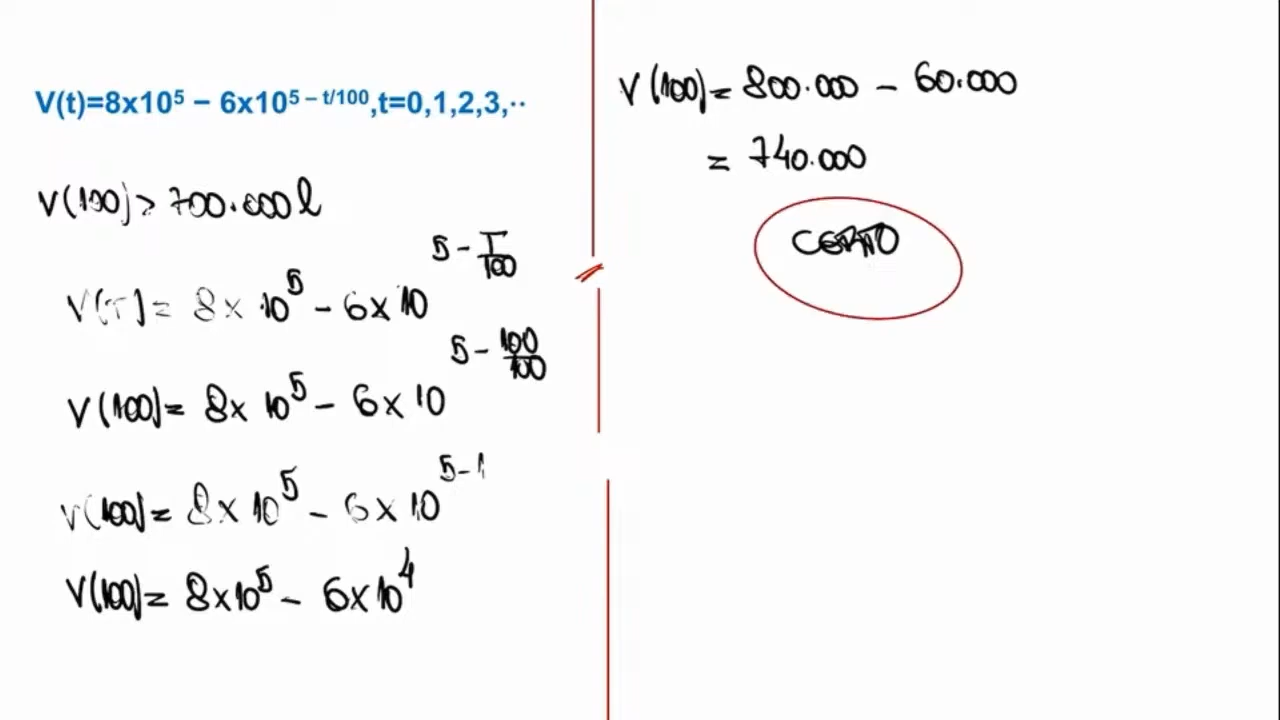 V(t)=8x10⁵ – 6x10⁵ ⁻ ᵗ/¹⁰⁰,t=0,1,2,3,··
V(100) > 700.000 l
V(T) = 8 x 10⁵ - 6 x 10^(5 - T/100)
V(100) = 8 x 10⁵ - 6 x 10^(5 - 100/100)
V(100) = 8 x 10⁵ - 6 x 10^(5-1)
V(100) = 8 x 10⁵ - 6 x 10⁴
V(100) = 800.000 - 60.000
= 740.000
CERTO